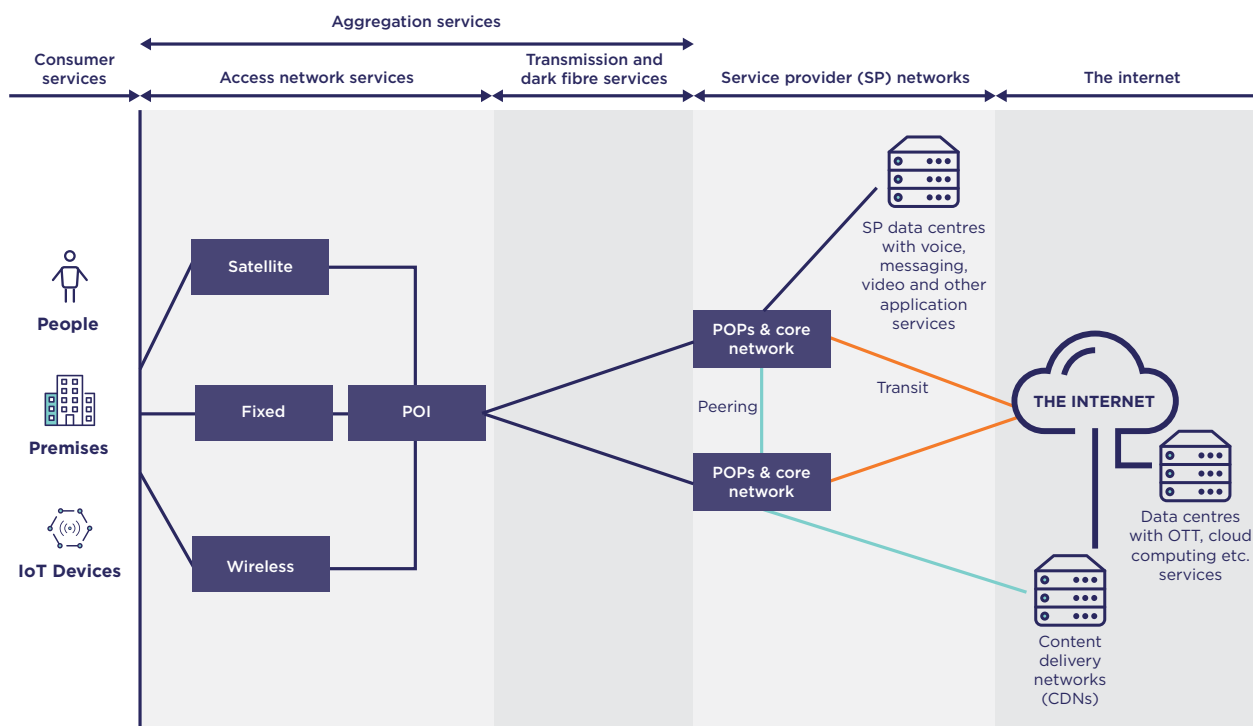 Aggregation services
Consumer
services
Access network services
Transmission and
dark fibre services
Service provider (SP) networks
The internet
People
Premises
IoT Devices
Satellite
Fixed
POI
Wireless
SP data centres
with voice,
messaging,
video and other
application
services
POPs & core
network
Peering
Transit
POPs & core
network
THE INTERNET
Data centres
with OTT, cloud
computing etc.
services
Content
delivery
networks
(CDNs)